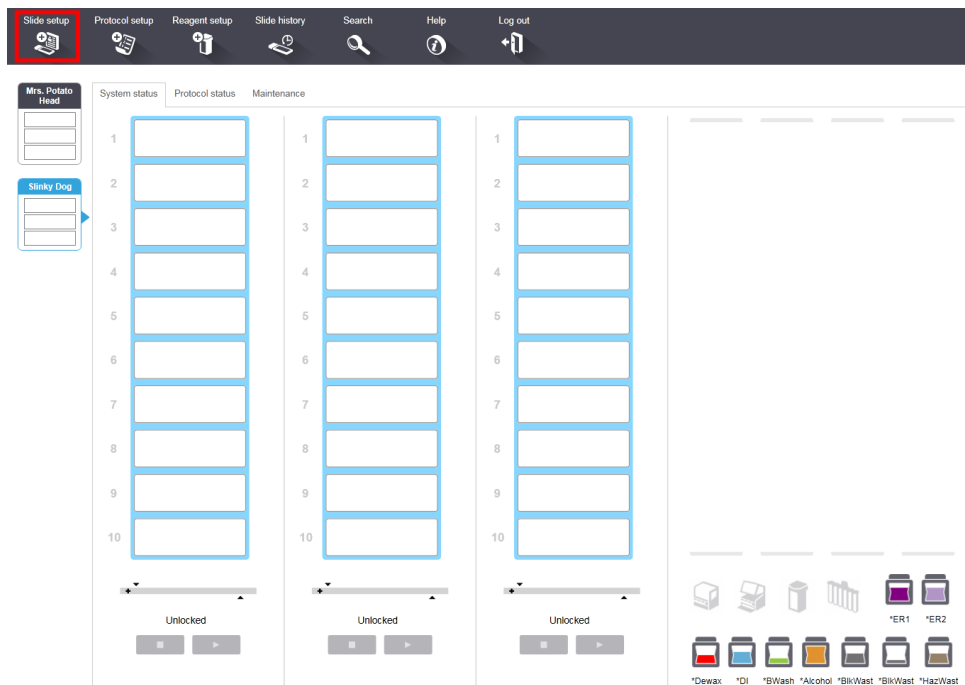 Slide setup Protocol setup Reagent setup Slide history Search Help Log out
Mrs. Potato
Head
System status Protocol status Maintenance
Slinky Dog
1 1 1
2 2 2
3 3 3
4 4 4
5 5 5
6 6 6
7 7 7
8 8 8
9 9 9
10 10 10
Unlocked Unlocked Unlocked
*ER1 *ER2
*Dewax *DI *BWash *Alcohol *BlkWast *BlkWast *HazWast